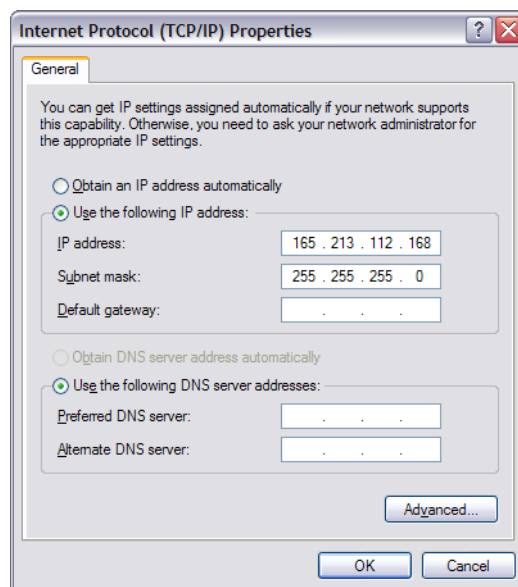 Internet Protocol (TCP/IP) Properties
General
You can get IP settings assigned automatically if your network supports
this capability. Otherwise, you need to ask your network administrator for
the appropriate IP settings.
Obtain an IP address automatically
Use the following IP address:
IP address: 165 . 213 . 112 . 168
Subnet mask: 255 . 255 . 255 . 0
Default gateway: . . .
Obtain DNS server address automatically
Use the following DNS server addresses:
Preferred DNS server: . . .
Alternate DNS server: . . .
Advanced...
OK Cancel